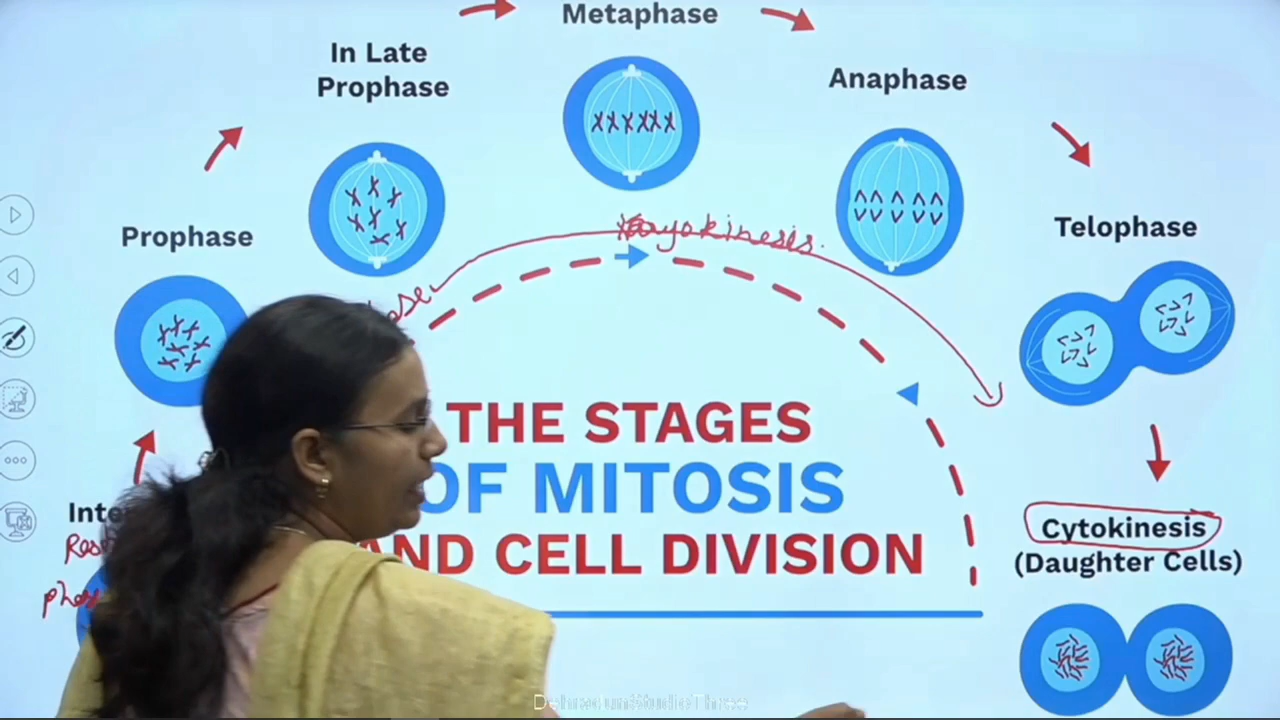 Metaphase
In Late
Prophase
Anaphase
Prophase
Telophase
Karyokinesis.
THE STAGES
OF MITOSIS
AND CELL DIVISION
Cytokinesis
(Daughter Cells)